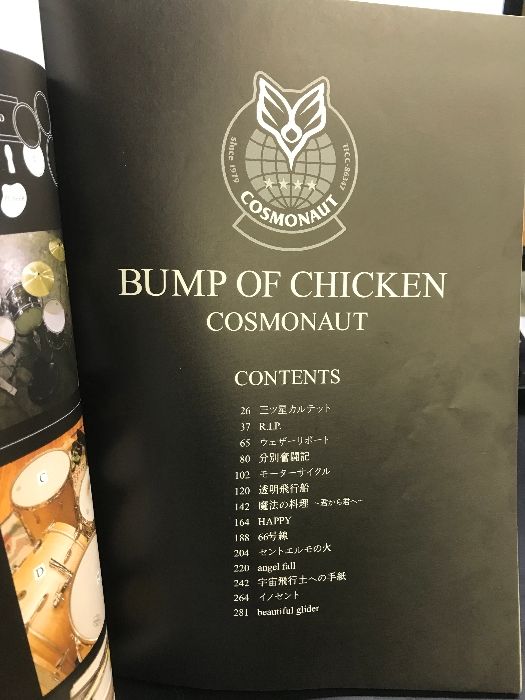 Since 1979
TFCC-86347
COSMONAUT
BUMP OF CHICKEN
COSMONAUT
CONTENTS
26 三ツ星カルテット
37 R.I.P.
65 ウェザーリポート
80 分別奮闘記
102 モーターサイクル
120 透明飛行船
142 魔法の料理 ~君から君へ~
164 HAPPY
188 66号線
204 セントエルモの火
220 angel fall
242 宇宙飛行士への手紙
264 イノセント
281 beautiful glider
C
D